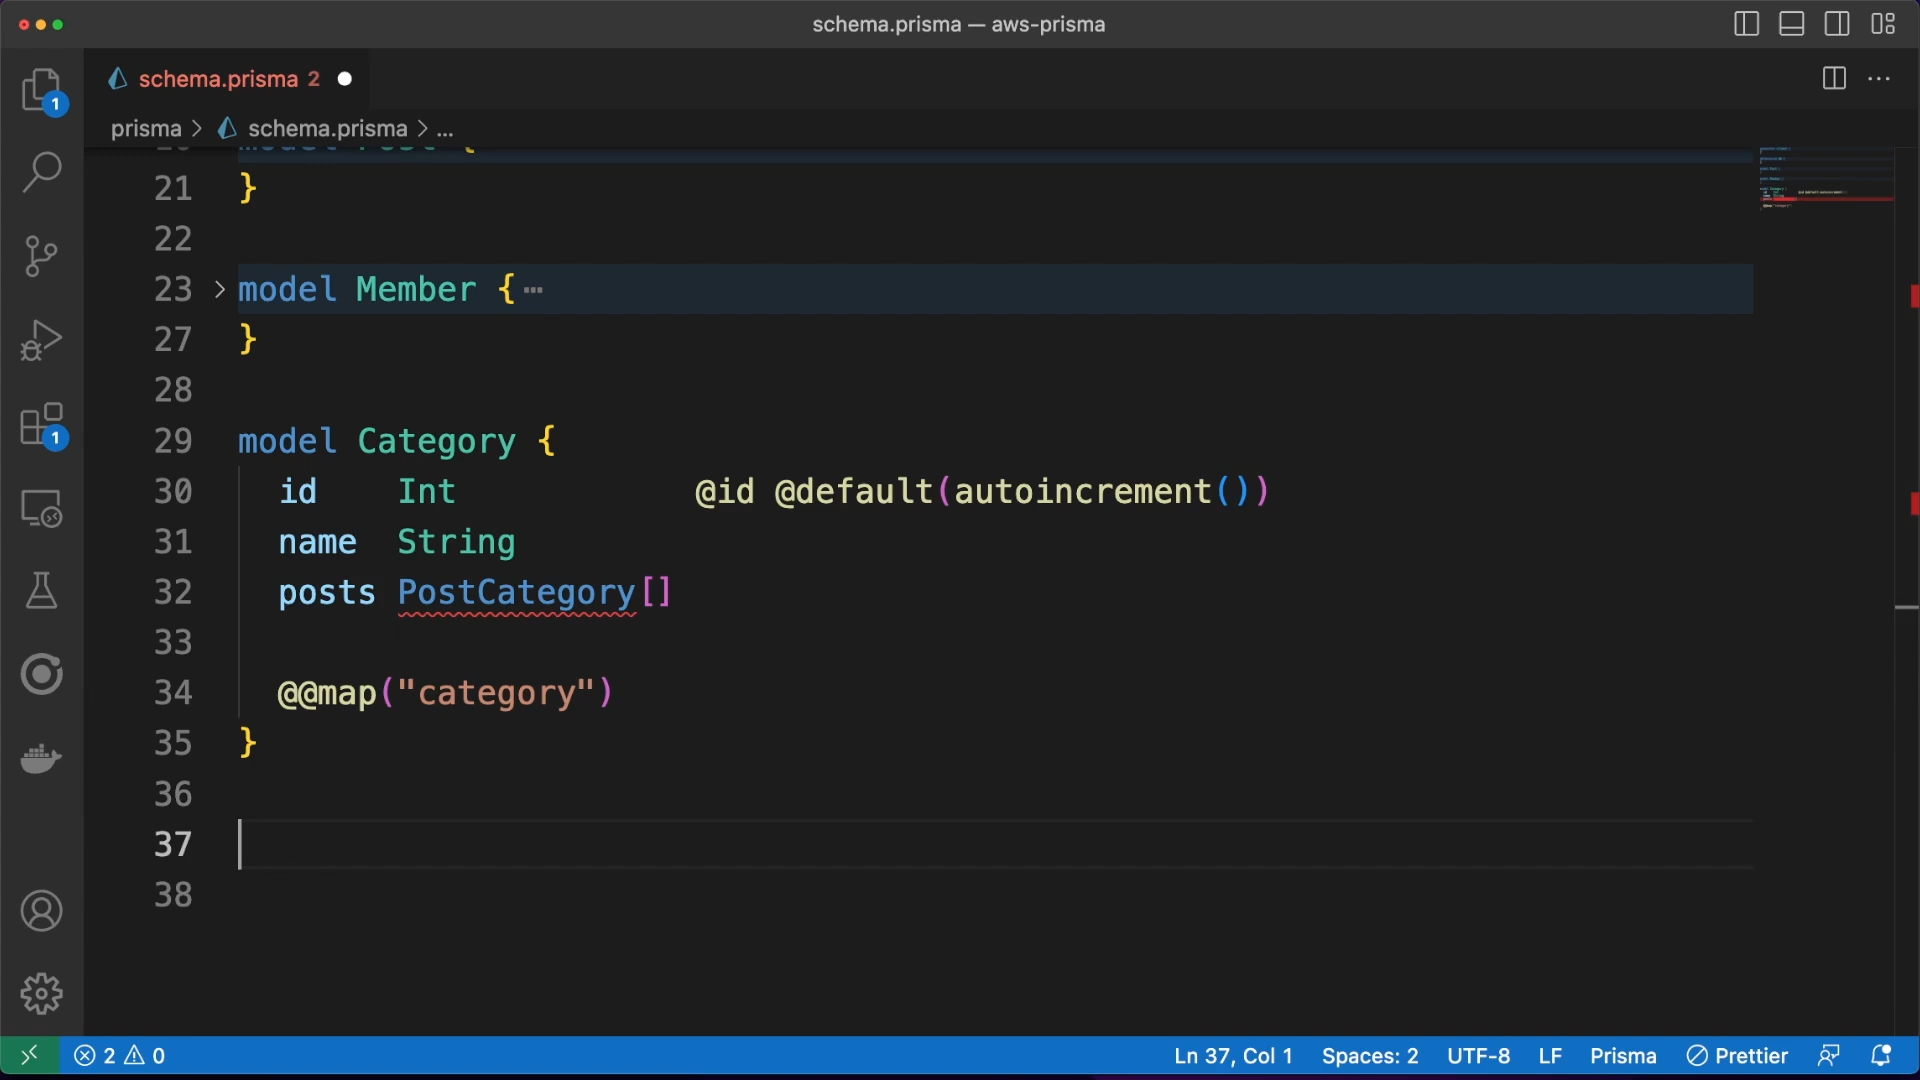 schema.prisma — aws-prisma
schema.prisma 2
prisma > schema.prisma > ...
1
21 }
22
23 model Member {
27 }
28
29 model Category {
30 id Int @id @default(autoincrement())
31 name String
32 posts PostCategory[]
33
34 @@map("category")
35 }
36
37
38
1
2 0 Ln 37, Col 1 Spaces: 2 UTF-8 LF Prisma Prettier